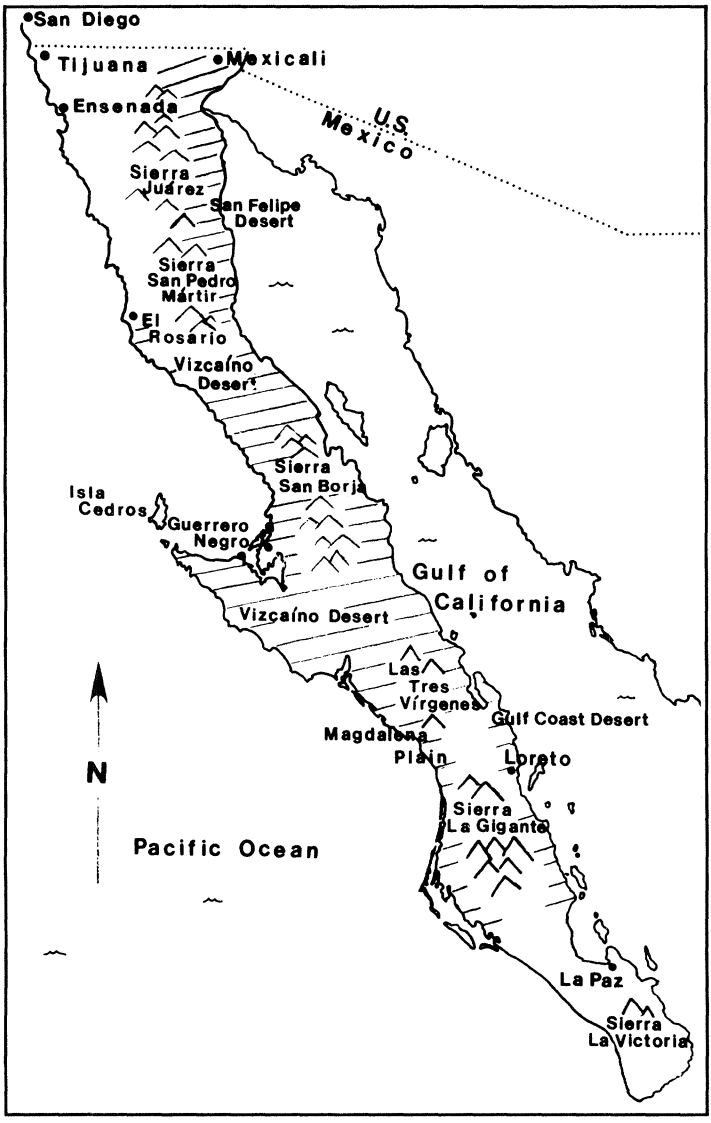 San Diego
Tijuana
Mexicali
Ensenada
U.S.
Mexico
Sierra
Juárez
San Felipe
Desert
Sierra
San Pedro
Mártir
El
Rosario
Vizcaíno
Desert
Sierra
San Borja
Isla
Cedros
Guerrero
Negro
Gulf of
California
Vizcaíno Desert
Las
Tres
Vírgenes
Gulf Coast Desert
Magdalena
Plain
Loreto
N
Sierra
La Gigante
Pacific Ocean
La Paz
Sierra
La Victoria